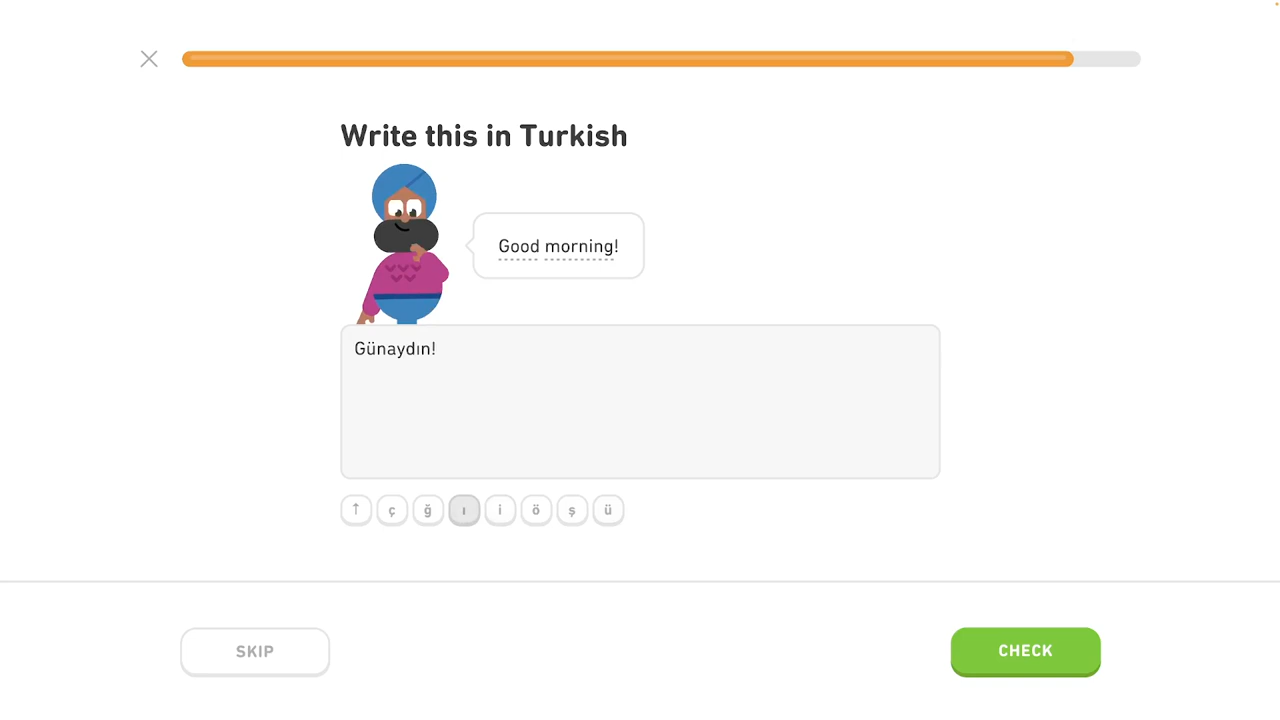 Write this in Turkish
Good morning!
Günaydın!
↑ ç ğ ı i ö ş ü
SKIP
CHECK